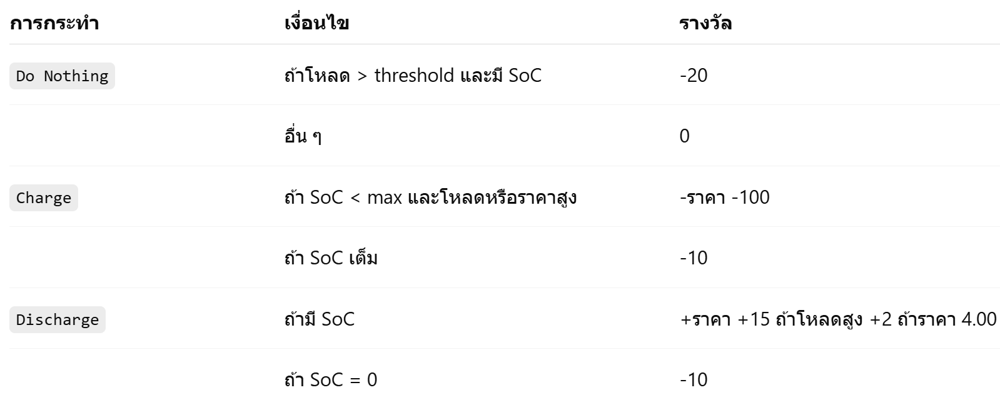 การกระทำ เงื่อนไข รางวัล
Do Nothing ถ้าโหลด > threshold และมี SoC -20
อื่น ๆ 0
Charge ถ้า SoC < max และโหลดหรือราคาสูง -ราคา -100
ถ้า SoC เต็ม -10
Discharge ถ้ามี SoC +ราคา +15 ถ้าโหลดสูง +2 ถ้าราคา 4.00
ถ้า SoC = 0 -10